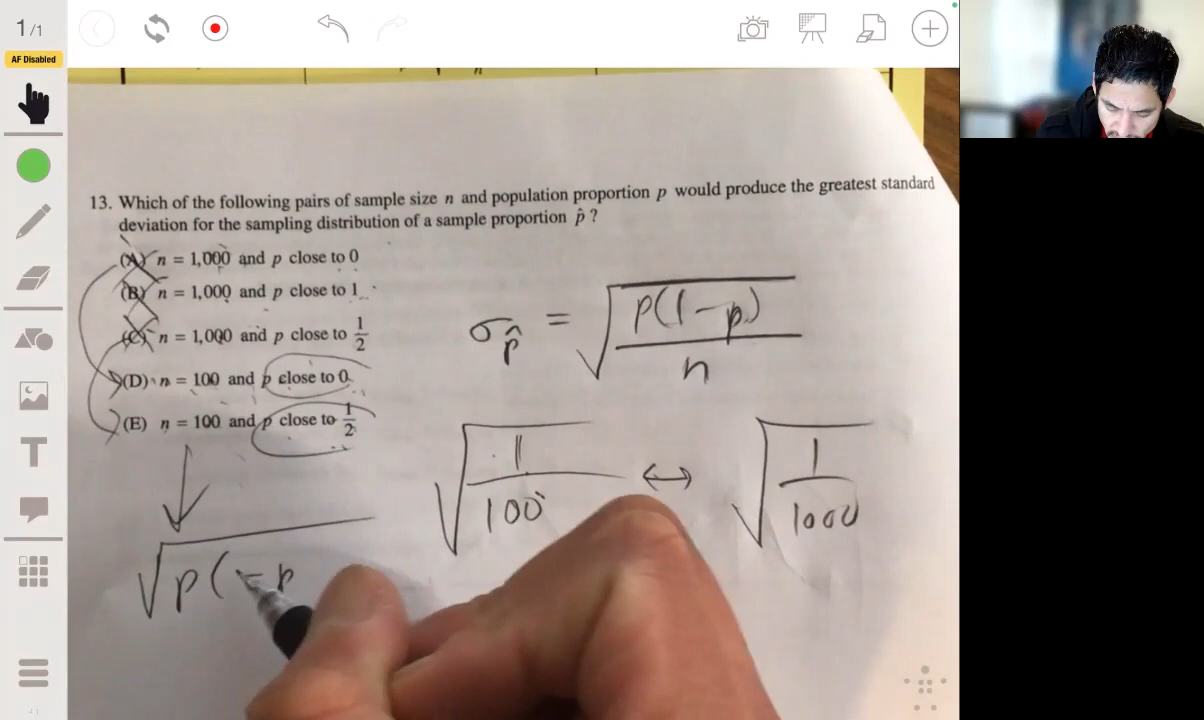 1/1
AF Disabled
13. Which of the following pairs of sample size n and population proportion p would produce the greatest standard
deviation for the sampling distribution of a sample proportion p̂ ?
(A) n = 1,000 and p close to 0
(B) n = 1,000 and p close to 1
(C) n = 1,000 and p close to 1/2
(D) n = 100 and p close to 0
(E) n = 100 and p close to 1/2
σp̂ = √(p(1-p)/n)
√(1/100) ↔ √(1/1000)
√p(-p
T